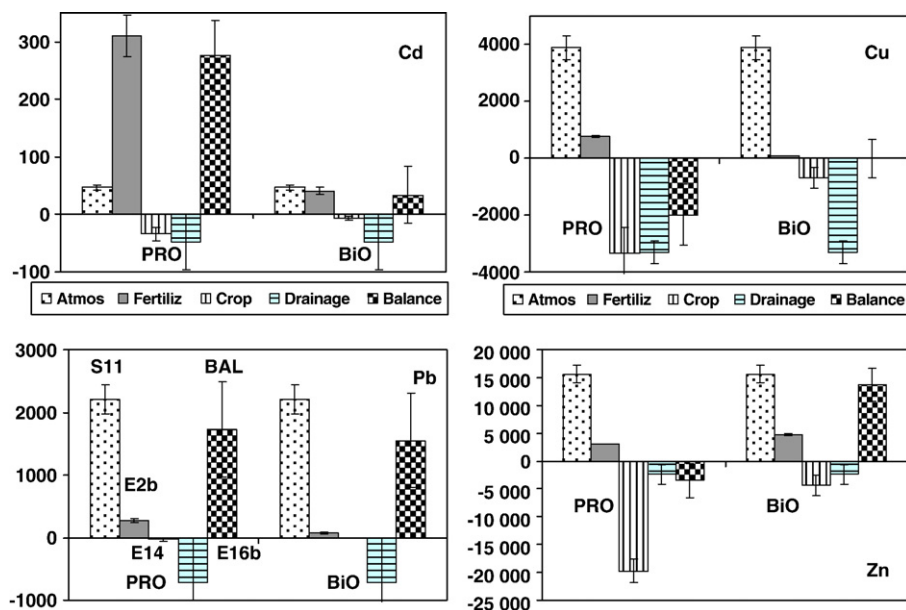 300
200
100
0
-100
Cd
PRO
BiO
Atmos Fertiliz Crop Drainage Balance
4000
2000
0
-2000
-4000
Cu
PRO
BiO
Atmos Fertiliz Crop Drainage Balance
3000
2000
1000
0
-1000
S11
BAL
Pb
E2b
E14
E16b
PRO
BiO
20 000
15 000
10 000
5 000
0
-5 000
-10 000
-15 000
-20 000
-25 000
PRO
BiO
Zn